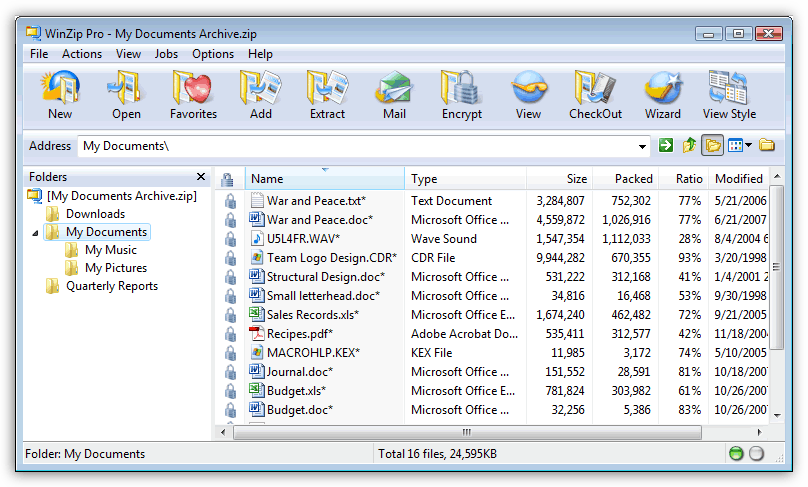 WinZip Pro - My Documents Archive.zip
File Actions View Jobs Options Help
New Open Favorites Add Extract Mail Encrypt View CheckOut Wizard View Style
Address My Documents\
Folders
[My Documents Archive.zip]
Downloads
My Documents
My Music
My Pictures
Quarterly Reports
Name Type Size Packed Ratio Modified
War and Peace.txt* Text Document 3,284,807 752,302 77% 5/21/2006
War and Peace.doc* Microsoft Office ... 4,559,872 1,026,916 77% 6/21/2007
U5L4FR.WAV* Wave Sound 1,547,354 1,112,033 28% 8/4/2004 6
Team Logo Design.CDR* CDR File 9,944,282 670,355 93% 3/20/1998
Structural Design.doc* Microsoft Office ... 531,222 312,168 41% 1/4/2001 2
Small letterhead.doc* Microsoft Office ... 34,816 16,468 53% 9/30/1998
Sales Records.xls* Microsoft Office E... 1,674,240 462,482 72% 9/21/2005
Recipes.pdf* Adobe Acrobat Do... 535,411 312,577 42% 11/18/2004
MACROHLP.KEX* KEX File 11,985 3,172 74% 5/10/2005
Journal.doc* Microsoft Office ... 151,552 28,591 81% 10/18/2007
Budget.xls* Microsoft Office E... 781,824 303,982 61% 10/26/2007
Budget.doc* Microsoft Office ... 32,256 5,386 83% 10/26/2007
Folder: My Documents Total 16 files, 24,595KB